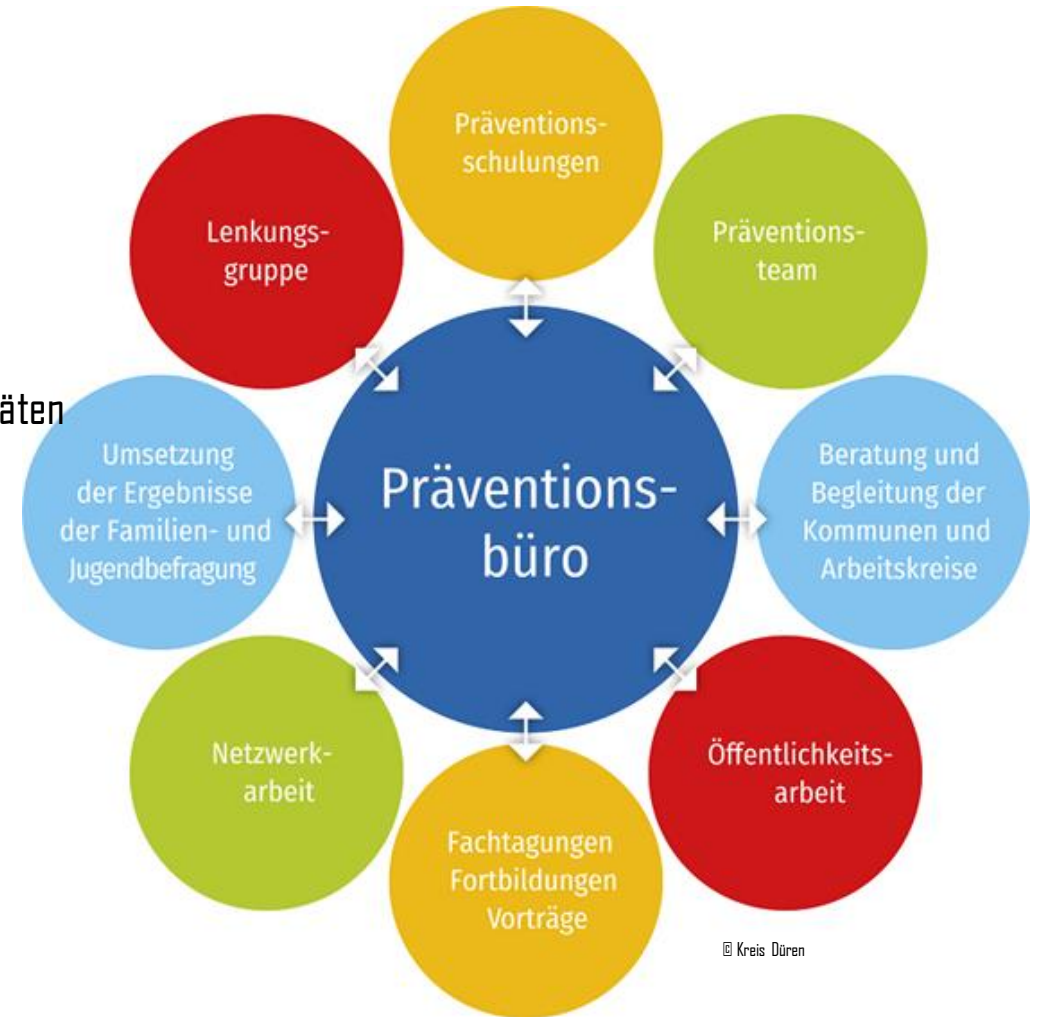 Präventions-
schulungen
Lenkungs-
gruppe
Präventions-
team
äten
Umsetzung
der Ergebnisse
der Familien- und
Jugendbefragung
Präventions-
büro
Beratung und
Begleitung der
Kommunen und
Arbeitskreise
Netzwerk-
arbeit
Öffentlichkeits-
arbeit
Fachtagungen
Fortbildungen
Vorträge
© Kreis Düren